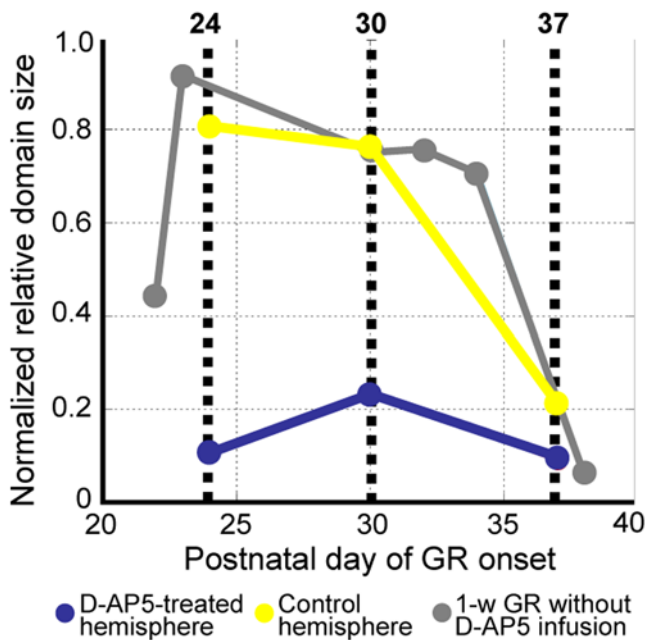 24 30 37
1.0
0.8
0.6
0.4
0.2
0
Normalized relative domain size
20 25 30 35 40
Postnatal day of GR onset
D-AP5-treated hemisphere
Control hemisphere
1-w GR without D-AP5 infusion